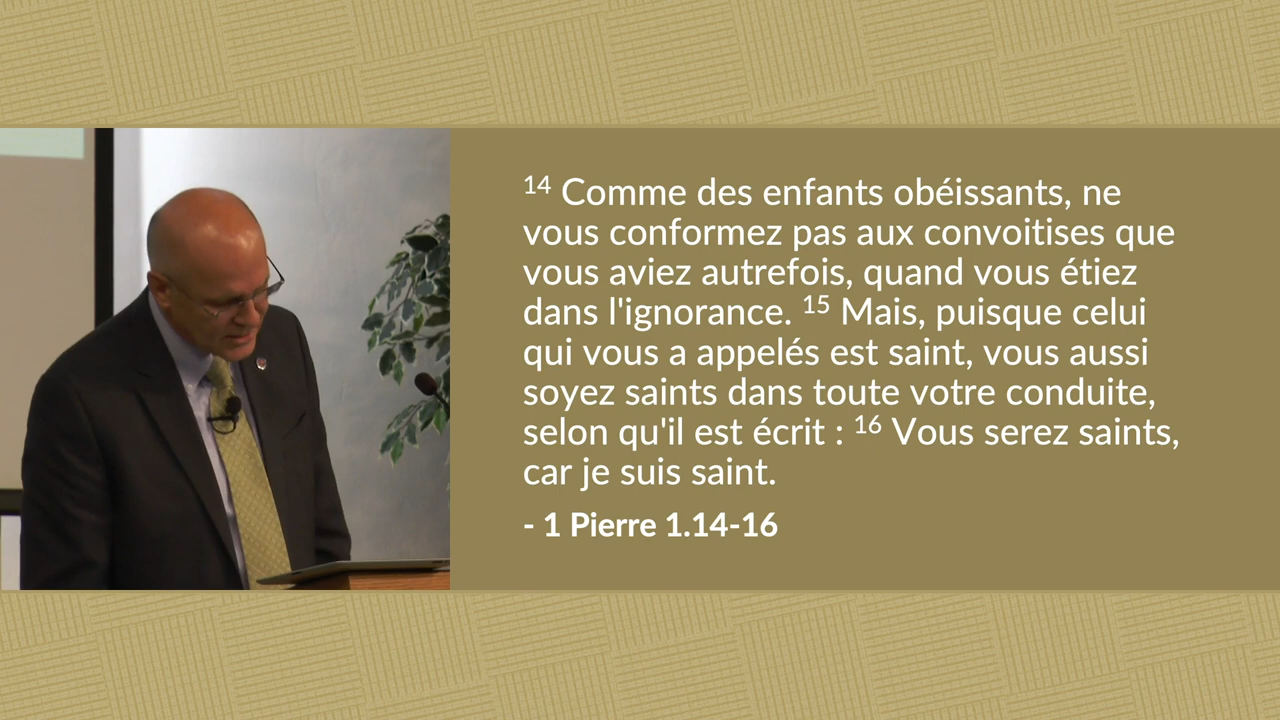 14 Comme des enfants obéissants, ne
vous conformez pas aux convoitises que
vous aviez autrefois, quand vous étiez
dans l'ignorance. 15 Mais, puisque celui
qui vous a appelés est saint, vous aussi
soyez saints dans toute votre conduite,
selon qu'il est écrit : 16 Vous serez saints,
car je suis saint.
- 1 Pierre 1.14-16